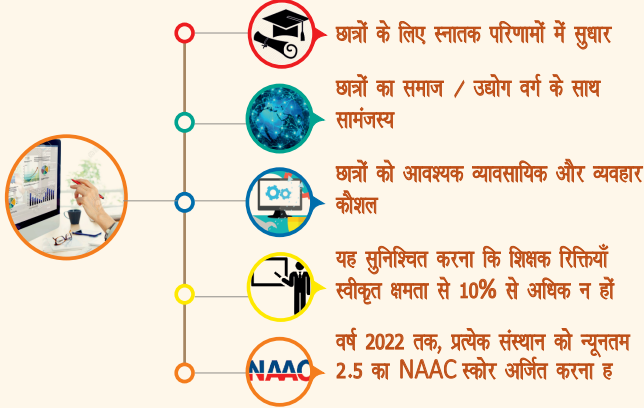 छात्रों के लिए स्नातक परिणामों में सुधार
छात्रों का समाज / उद्योग वर्ग के साथ
सामंजस्य
छात्रों को आवश्यक व्यावसायिक और व्यवहार
कौशल
यह सुनिश्चित करना कि शिक्षक रिक्तियाँ
स्वीकृत क्षमता से 10% से अधिक न हों
NAAC
वर्ष 2022 तक, प्रत्येक संस्थान को न्यूनतम
2.5 का NAAC स्कोर अर्जित करना ह